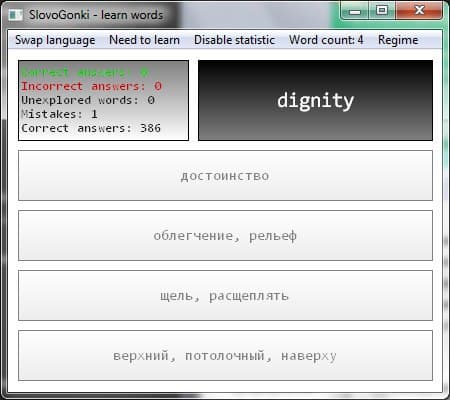 SlovoGonki - learn words
Swap language Need to learn Disable statistic Word count: 4 Regime
Correct answers: 0
Incorrect answers: 0
Unexplored words: 0
Mistakes: 1
Correct answers: 386
dignity
достоинство
облегчение, рельеф
щель, расщеплять
верхний, потолочный, наверху